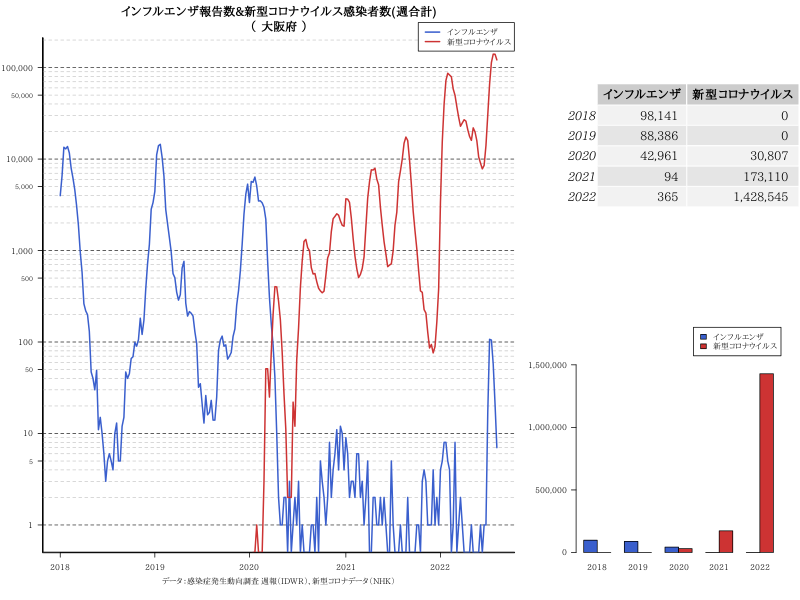 インフルエンザ報告数&新型コロナウイルス感染者数(週合計)
（ 大阪府 ）
インフルエンザ
新型コロナウイルス
100,000
50,000
10,000
5,000
1,000
500
100
50
10
5
1
2018 2019 2020 2021 2022
データ：感染症発生動向調査 週報(IDWR)、新型コロナデータ(NHK)
インフルエンザ 新型コロナウイルス
2018 98,141 0
2019 88,386 0
2020 42,961 30,807
2021 94 173,110
2022 365 1,428,545
インフルエンザ
新型コロナウイルス
1,500,000
1,000,000
500,000
0
2018 2019 2020 2021 2022